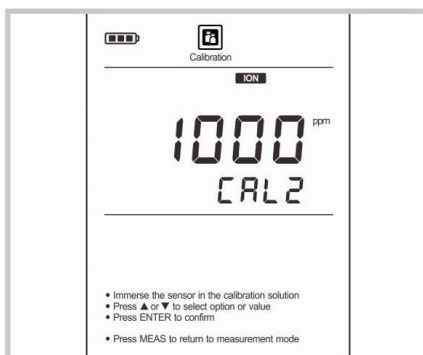 Calibration
ION
1000 ppm
CAL2
• Immerse the sensor in the calibration solution
• Press ▲ or ▼ to select option or value
• Press ENTER to confirm
• Press MEAS to return to measurement mode